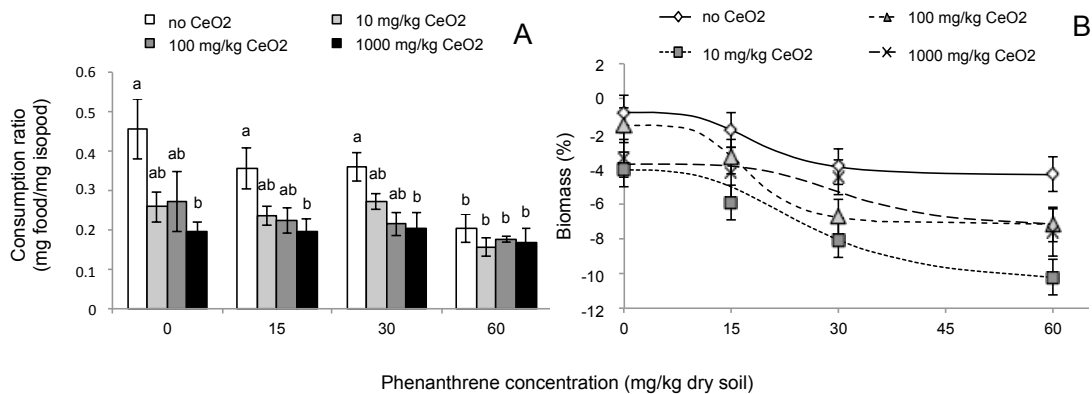 no CeO2
10 mg/kg CeO2
100 mg/kg CeO2
1000 mg/kg CeO2
A
Consumption ratio
(mg food/mg isopod)
0.6
0.5
0.4
0.3
0.2
0.1
0
a
ab
ab
b
a
ab
ab
b
a
ab
ab
b
b
b
b
b
0
15
30
60
no CeO2
100 mg/kg CeO2
10 mg/kg CeO2
1000 mg/kg CeO2
B
Biomass (%)
2
0
-2
-4
-6
-8
-10
-12
0
15
30
45
60
Phenanthrene concentration (mg/kg dry soil)